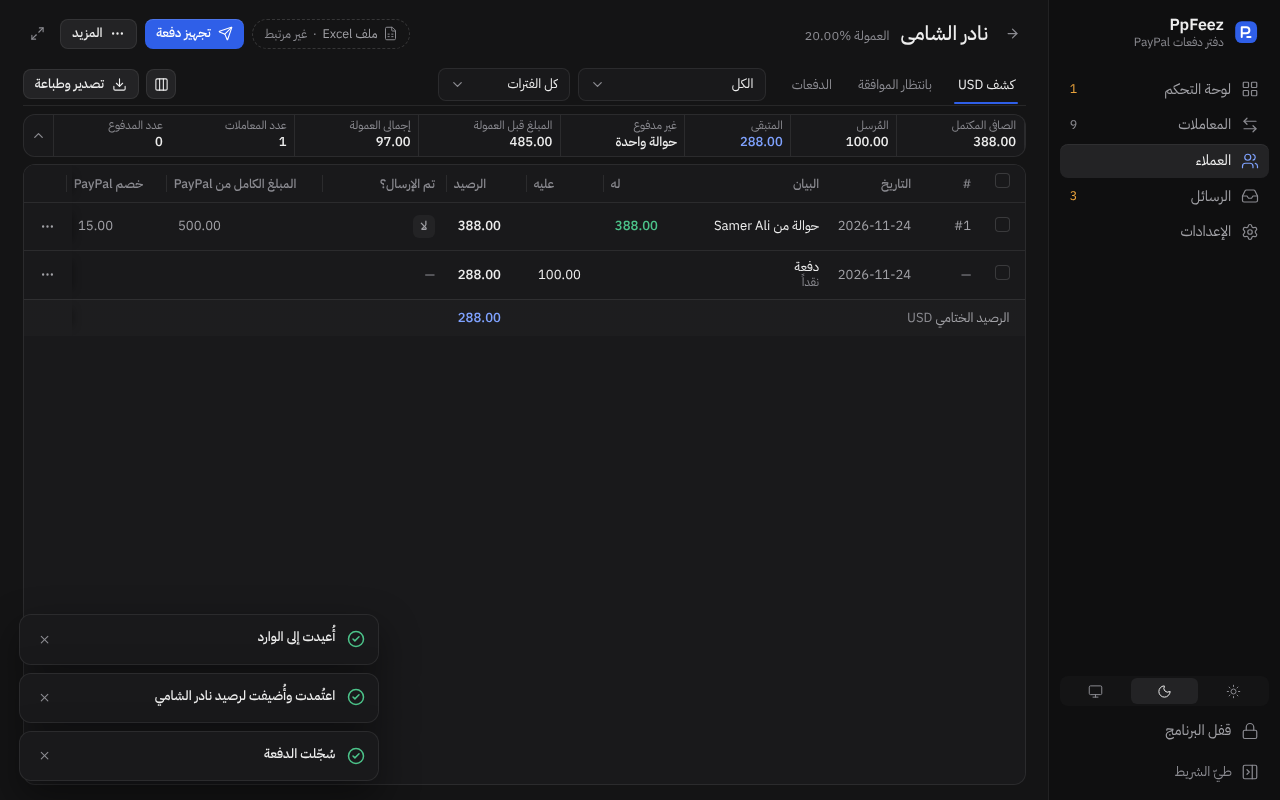 PpFeez
دفتر دفعات PayPal
لوحة التحكم 1
المعاملات 9
العملاء
الرسائل 3
الإعدادات
قفل البرنامج
طيّ الشريط
نادر الشامي العمولة 20.00%
ملف Excel · غير مرتبط
تجهيز دفعة
المزيد
كشف USD
بانتظار الموافقة
الدفعات
الكل
كل الفترات
تصدير وطباعة
الصافي المكتمل
388.00
المُرسل
100.00
المتبقي
288.00
غير مدفوع
حوالة واحدة
المبلغ قبل العمولة
485.00
إجمالي العمولة
97.00
عدد المعاملات
1
عدد المدفوع
0
# التاريخ البيان له عليه الرصيد تم الإرسال؟ المبلغ الكامل من PayPal خصم PayPal
#1 2026-11-24 حوالة من Samer Ali 388.00 388.00 لا 500.00 15.00
— 2026-11-24 دفعة 100.00 288.00 —
نقداً
الرصيد الختامي USD 288.00
أُعيدت إلى الوارد
اعتُمدت وأُضيفت لرصيد نادر الشامي
سُجّلت الدفعة